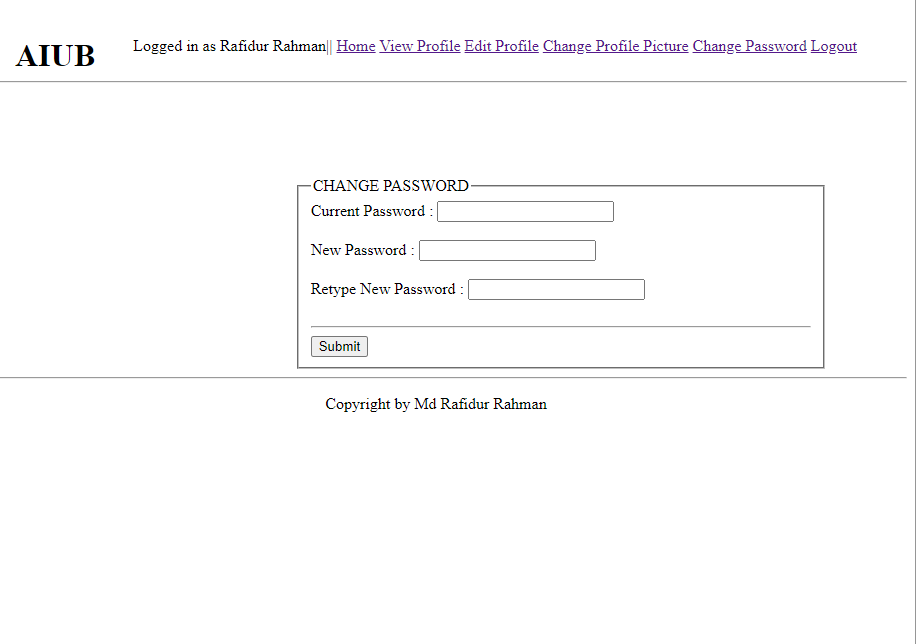 AIUB
Logged in as Rafidur Rahman|| Home View Profile Edit Profile Change Profile Picture Change Password Logout
CHANGE PASSWORD
Current Password :
New Password :
Retype New Password :
Submit
Copyright by Md Rafidur Rahman